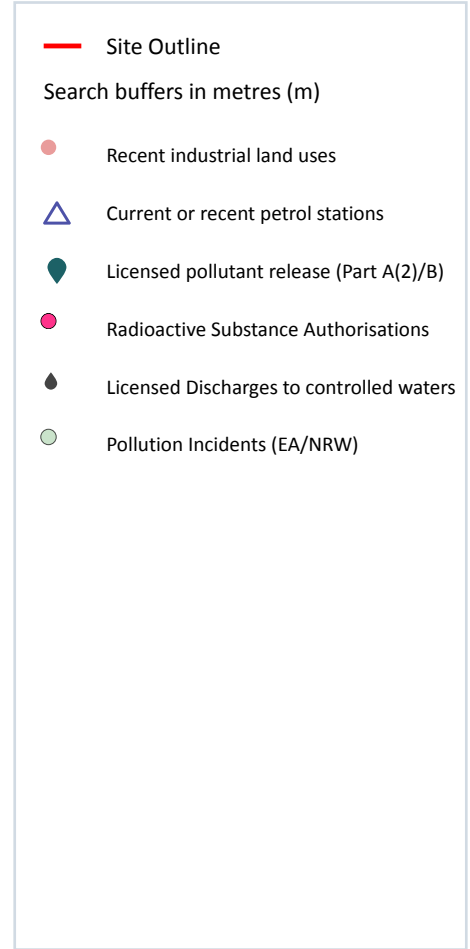 Site Outline
Search buffers in metres (m)
Recent industrial land uses
Current or recent petrol stations
Licensed pollutant release (Part A(2)/B)
Radioactive Substance Authorisations
Licensed Discharges to controlled waters
Pollution Incidents (EA/NRW)